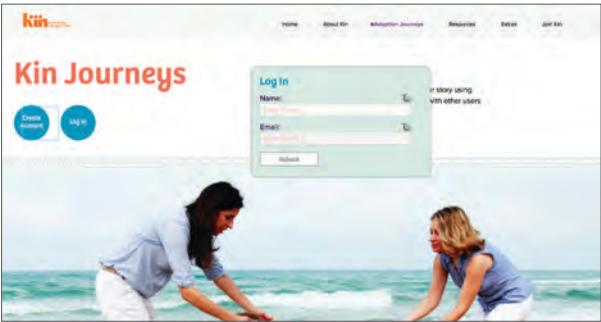 kin
Home About Kin Adoption Journeys Resources Extras Join Kin
Kin Journeys
Create Account
Log In
Log In
Name:
Email:
Submit
r story using
with other users